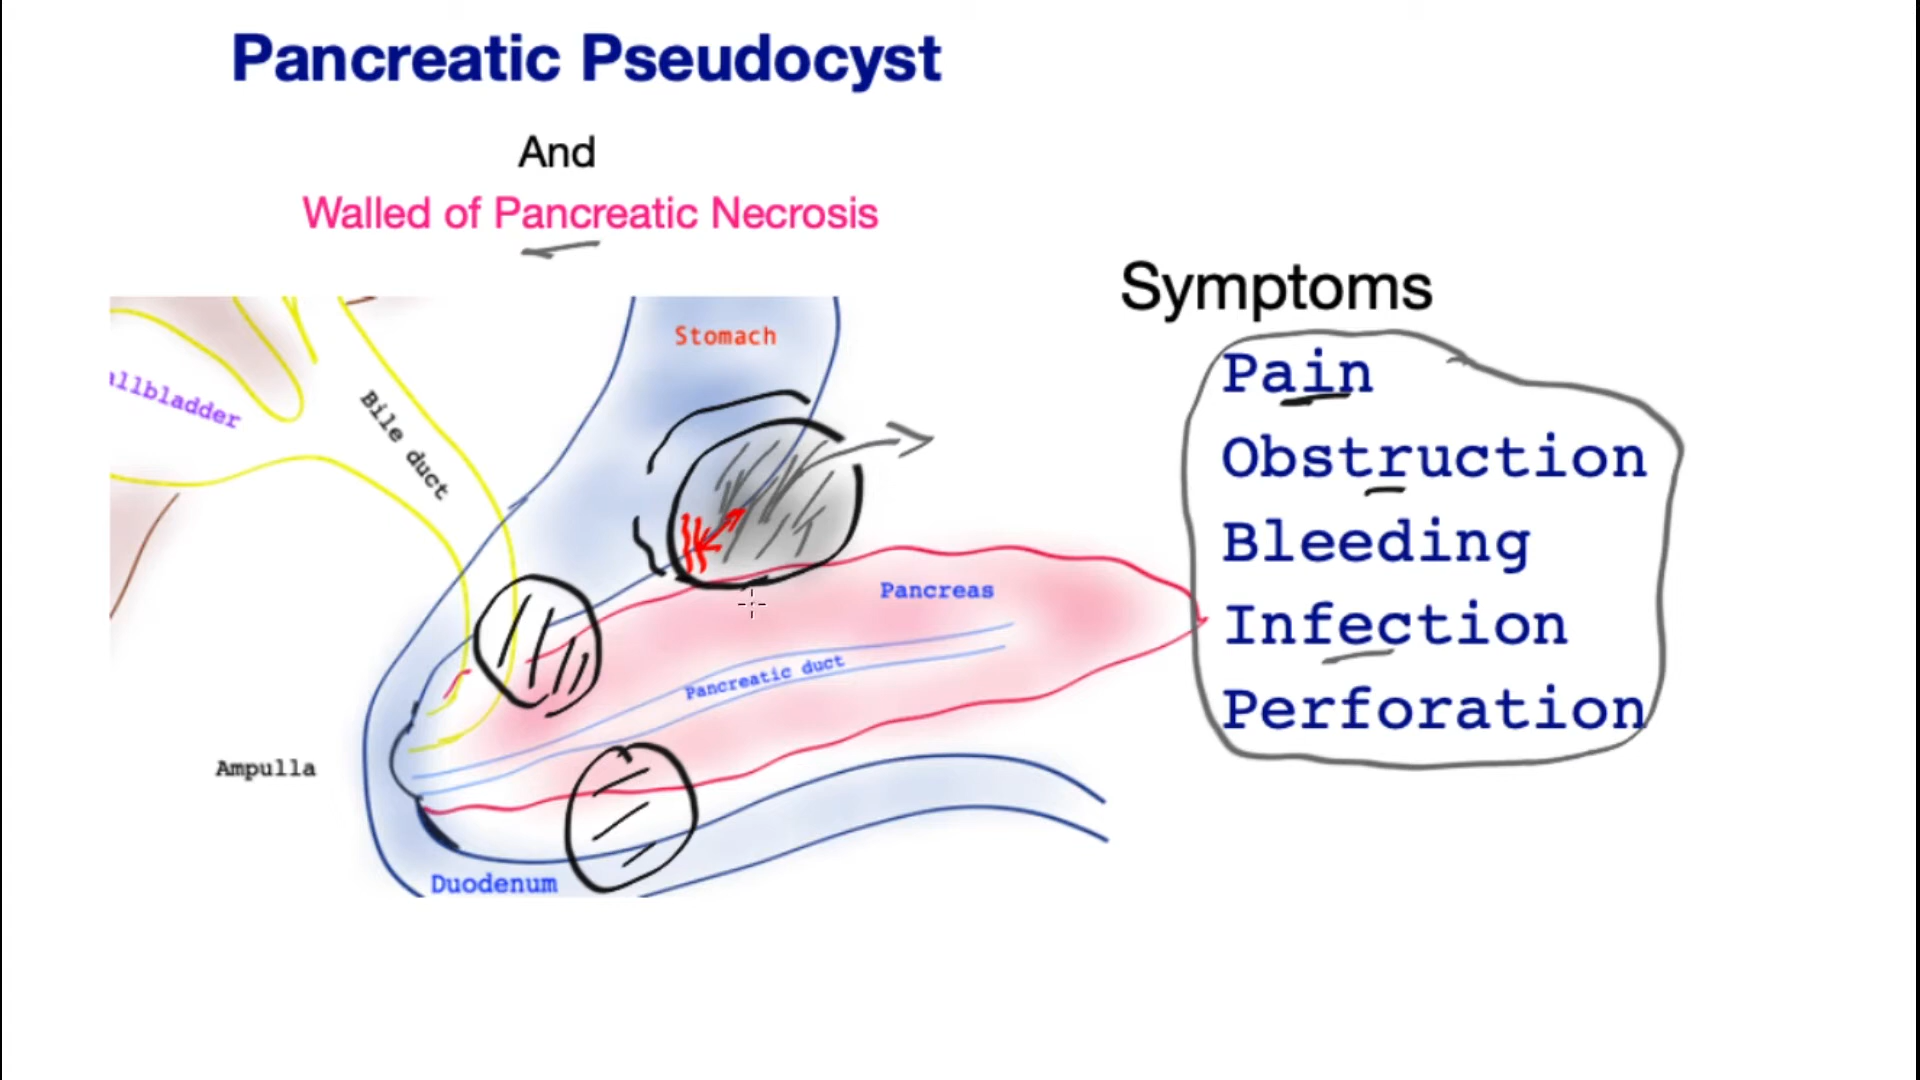 Pancreatic Pseudocyst
And
Walled of Pancreatic Necrosis
Symptoms
Pain
Obstruction
Bleeding
Infection
Perforation
Stomach
allbladder
Bile duct
Pancreas
Pancreatic duct
Ampulla
Duodenum